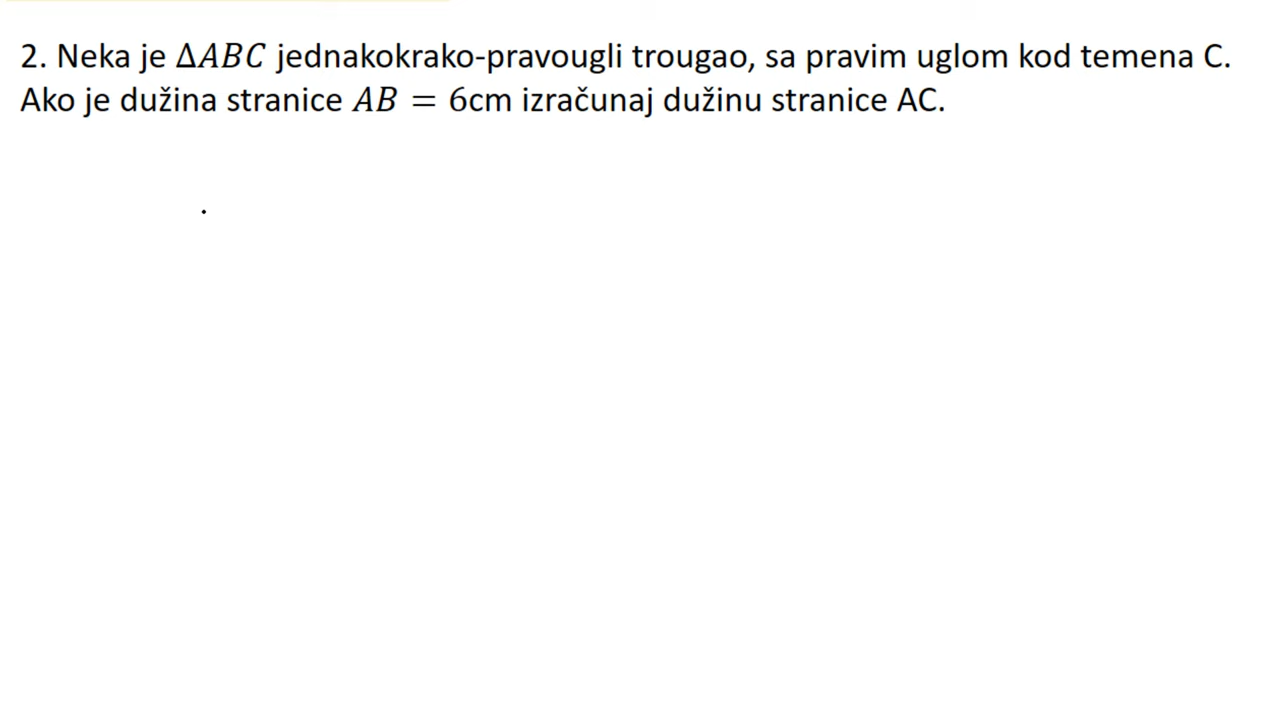 2. Neka je ΔABC jednakokrako-pravougli trougao, sa pravim uglom kod temena C.
Ako je dužina stranice AB = 6cm izračunaj dužinu stranice AC.